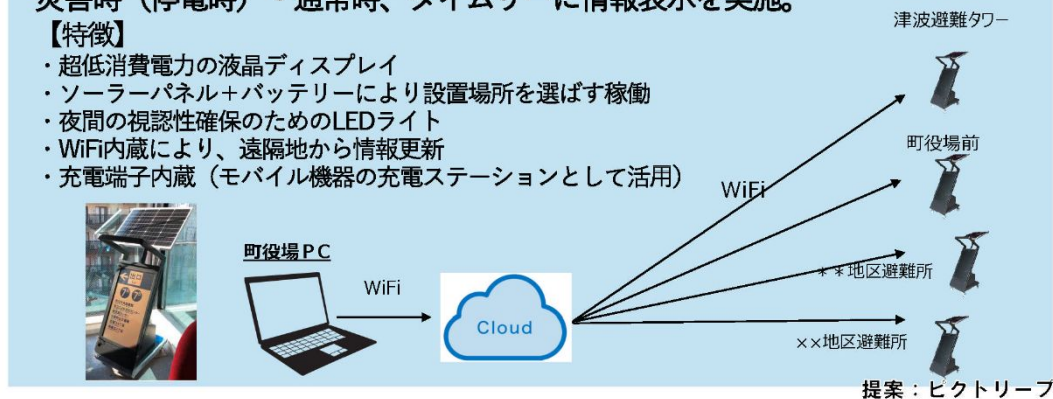 災害時（停電時）・通常時、タイムリーに情報表示を実施。
【特徴】
・超低消費電力の液晶ディスプレイ
・ソーラーパネル＋バッテリーにより設置場所を選ばす稼働
・夜間の視認性確保のためのLEDライト
・WiFi内蔵により、遠隔地から情報更新
・充電端子内蔵（モバイル機器の充電ステーションとして活用）
津波避難タワー
町役場前
WiFi
町役場PC
WiFi
Cloud
＊＊地区避難所
××地区避難所
出口
提案：ピクトリープ